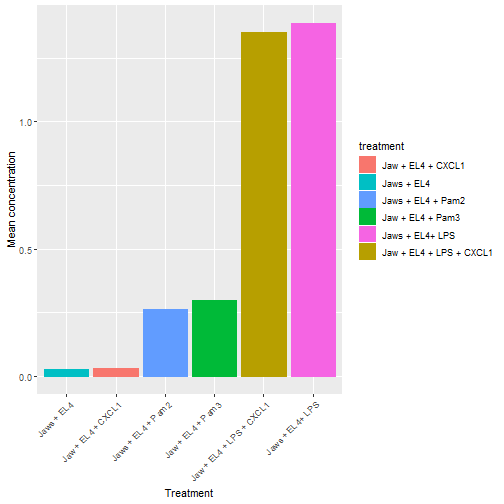 Mean concentration
1.0
0.5
0.0
Jaws + EL4
Jaw + EL4 + CXCL1
Jaws + EL4 + Pam2
Jaw + EL4 + Pam3
Jaw + EL4 + LPS + CXCL1
Jaws + EL4+ LPS
Treatment
treatment
Jaw + EL4 + CXCL1
Jaws + EL4
Jaws + EL4 + Pam2
Jaw + EL4 + Pam3
Jaws + EL4+ LPS
Jaw + EL4 + LPS + CXCL1